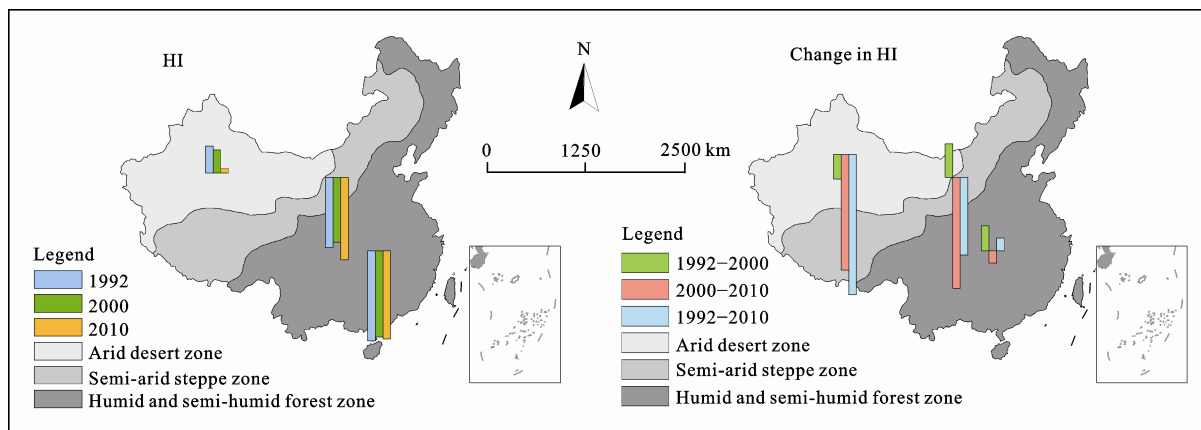 HI
Legend
1992
2000
2010
Arid desert zone
Semi-arid steppe zone
Humid and semi-humid forest zone
N
0 1250 2500 km
Change in HI
Legend
1992−2000
2000−2010
1992−2010
Arid desert zone
Semi-arid steppe zone
Humid and semi-humid forest zone